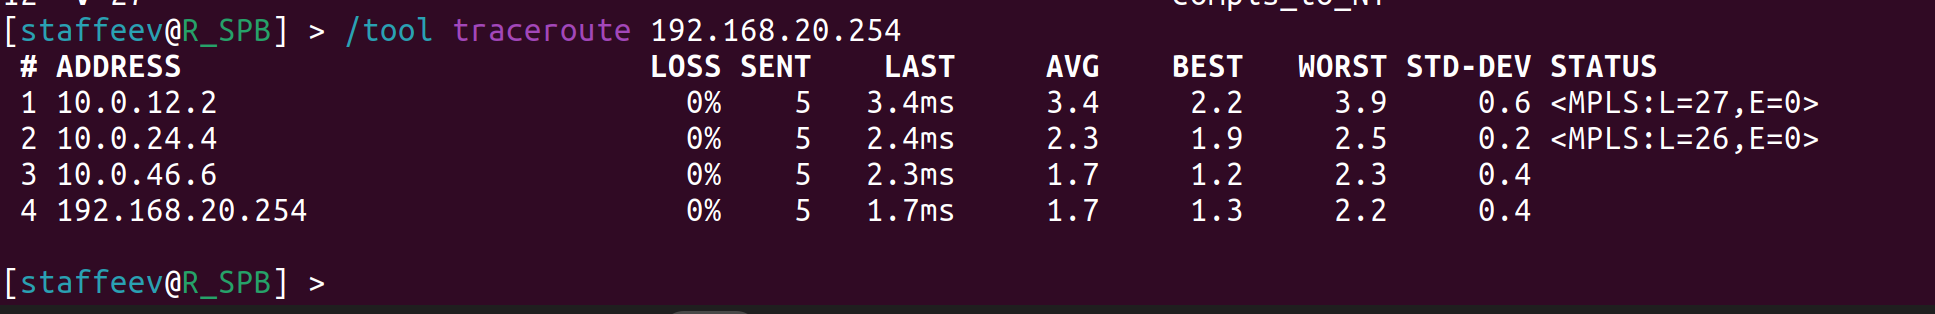 [staffeev@R_SPB] > /tool traceroute 192.168.20.254
# ADDRESS LOSS SENT LAST AVG BEST WORST STD-DEV STATUS
1 10.0.12.2 0% 5 3.4ms 3.4 2.2 3.9 0.6 <MPLS:L=27,E=0>
2 10.0.24.4 0% 5 2.4ms 2.3 1.9 2.5 0.2 <MPLS:L=26,E=0>
3 10.0.46.6 0% 5 2.3ms 1.7 1.2 2.3 0.4
4 192.168.20.254 0% 5 1.7ms 1.7 1.3 2.2 0.4
[staffeev@R_SPB] >